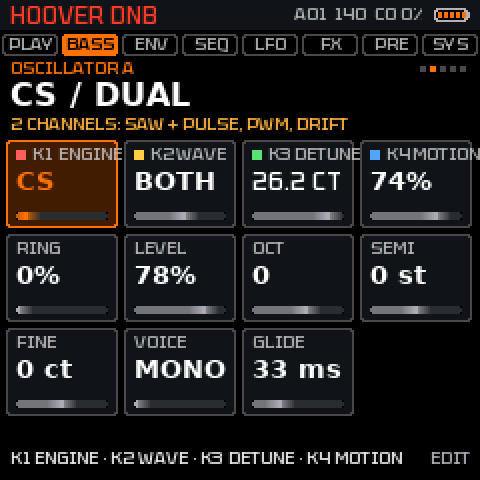 HOOVER DNB A01 140 C0 0%
PLAY BASS ENV SEQ LFO FX PRE SYS
OSCILLATOR A
CS / DUAL
2 CHANNELS: SAW + PULSE, PWM, DRIFT
K1 ENGINE K2 WAVE K3 DETUNE K4 MOTION
CS BOTH 26.2 CT 74%
RING LEVEL OCT SEMI
0% 78% 0 0 st
FINE VOICE GLIDE
0 ct MONO 33 ms
K1 ENGINE · K2 WAVE · K3 DETUNE · K4 MOTION EDIT